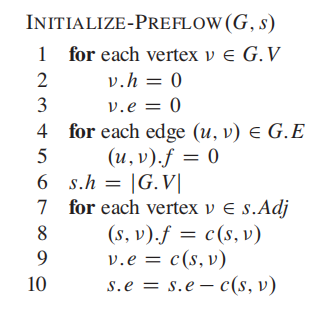 INITIALIZE-PREFLOW(G, s)
1 for each vertex v ∈ G.V
2 v.h = 0
3 v.e = 0
4 for each edge (u, v) ∈ G.E
5 (u, v).f = 0
6 s.h = |G.V|
7 for each vertex v ∈ s.Adj
8 (s, v).f = c(s, v)
9 v.e = c(s, v)
10 s.e = s.e − c(s, v)